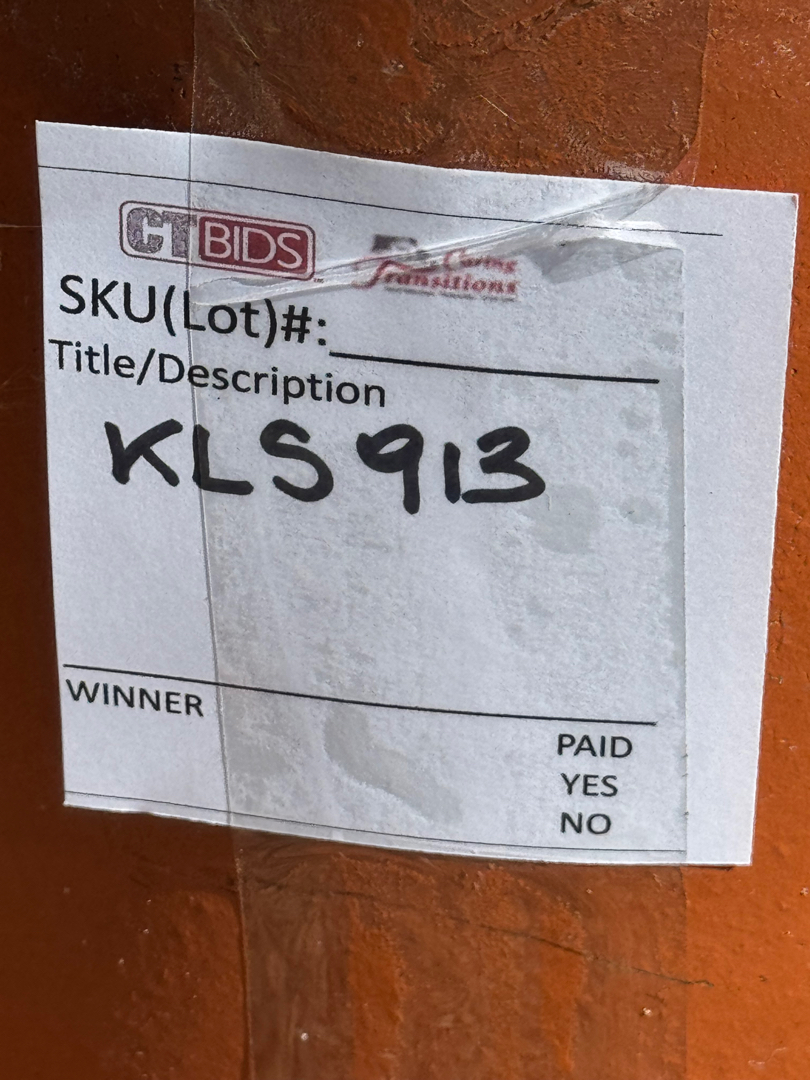 CTBIDS
Caring
Transitions
SKU(Lot)#:
Title/Description
KLS913
WINNER
PAID
YES
NO